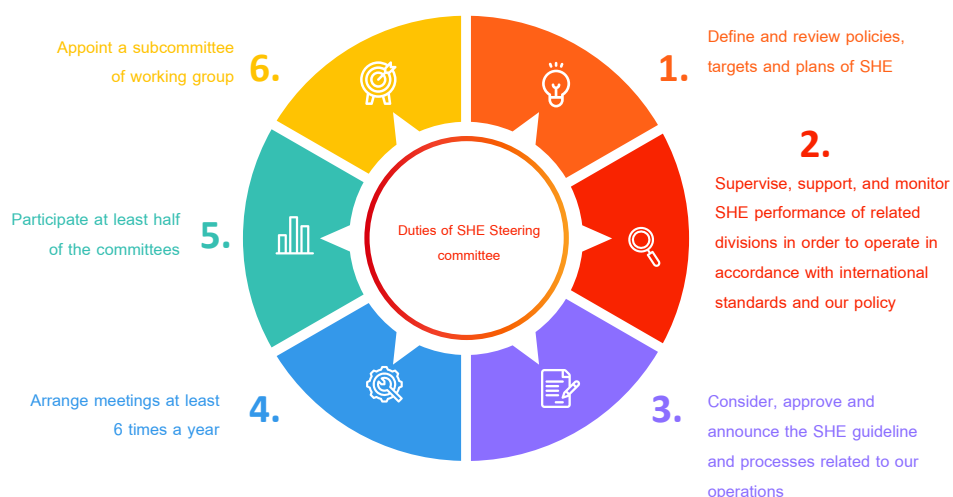 Duties of SHE Steering
committee
1.
Define and review policies,
targets and plans of SHE
2.
Supervise, support, and monitor
SHE performance of related
divisions in order to operate in
accordance with international
standards and our policy
3.
Consider, approve and
announce the SHE guideline
and processes related to our
operations
4.
Arrange meetings at least
6 times a year
5.
Participate at least half
of the committees
6.
Appoint a subcommittee
of working group